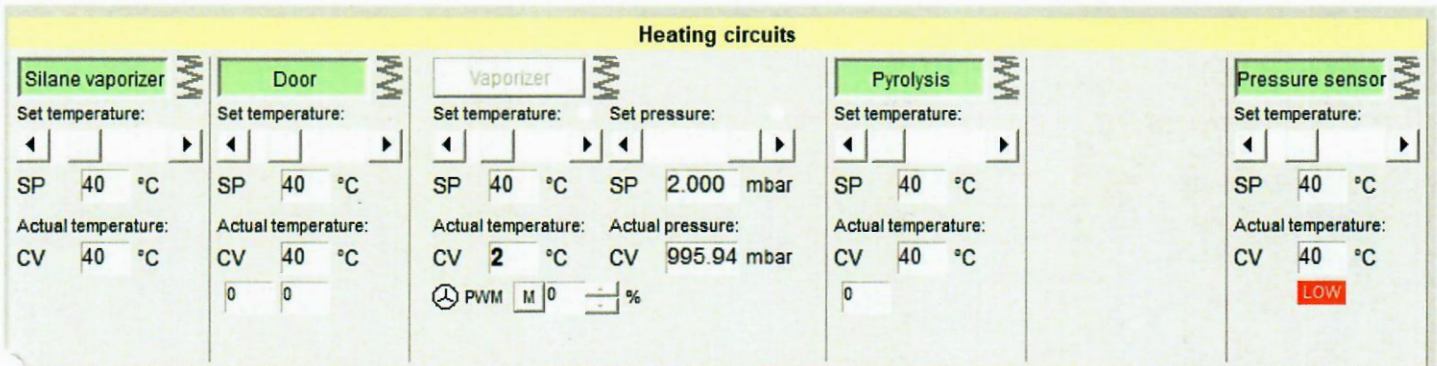 Heating circuits
Silane vaporizer Door Vaporizer Pyrolysis Pressure sensor
Set temperature: Set temperature: Set temperature: Set pressure: Set temperature: Set temperature:
SP 40 °C SP 40 °C SP 40 °C SP 2.000 mbar SP 40 °C SP 40 °C
Actual temperature: Actual temperature: Actual temperature: Actual pressure: Actual temperature: Actual temperature:
CV 40 °C CV 40 °C CV 2 °C CV 995.94 mbar CV 40 °C CV 40 °C
0 0 PWM M 0 % 0 LOW